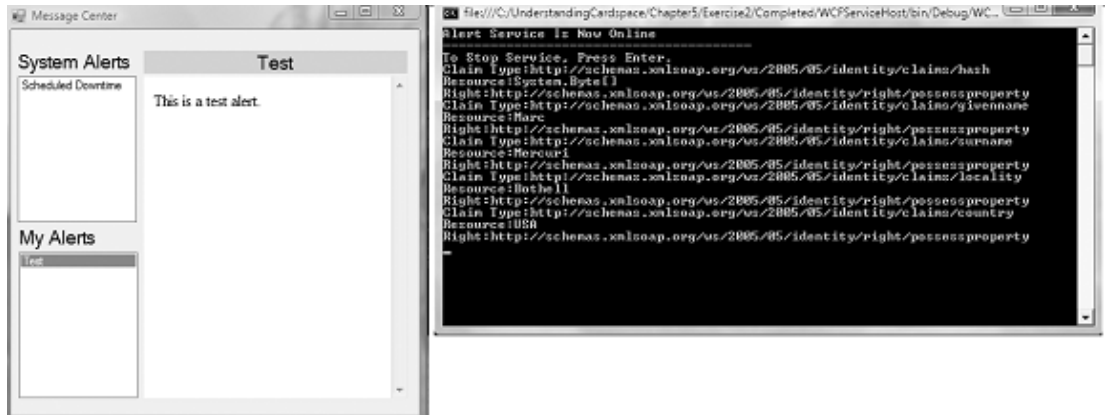 Message Center
System Alerts
Scheduled Downtime
My Alerts
Test
Test
This is a test alert.
file:///C:/UnderstandingCardspace/Chapter5/Exercise2/Completed/WCFServiceHost/bin/Debug/WC...
Alert Service Is Now Online
----------------------------------------
To Stop Service, Press Enter.
Claim Type:http://schemas.xmlsoap.org/ws/2005/05/identity/claims/hash
Resource:System.Byte[]
Right:http://schemas.xmlsoap.org/ws/2005/05/identity/right/possessproperty
Claim Type:http://schemas.xmlsoap.org/ws/2005/05/identity/claims/givenname
Resource:Marc
Right:http://schemas.xmlsoap.org/ws/2005/05/identity/right/possessproperty
Claim Type:http://schemas.xmlsoap.org/ws/2005/05/identity/claims/surname
Resource:Mercuri
Right:http://schemas.xmlsoap.org/ws/2005/05/identity/right/possessproperty
Claim Type:http://schemas.xmlsoap.org/ws/2005/05/identity/claims/locality
Resource:Bothell
Right:http://schemas.xmlsoap.org/ws/2005/05/identity/right/possessproperty
Claim Type:http://schemas.xmlsoap.org/ws/2005/05/identity/claims/country
Resource:USA
Right:http://schemas.xmlsoap.org/ws/2005/05/identity/right/possessproperty